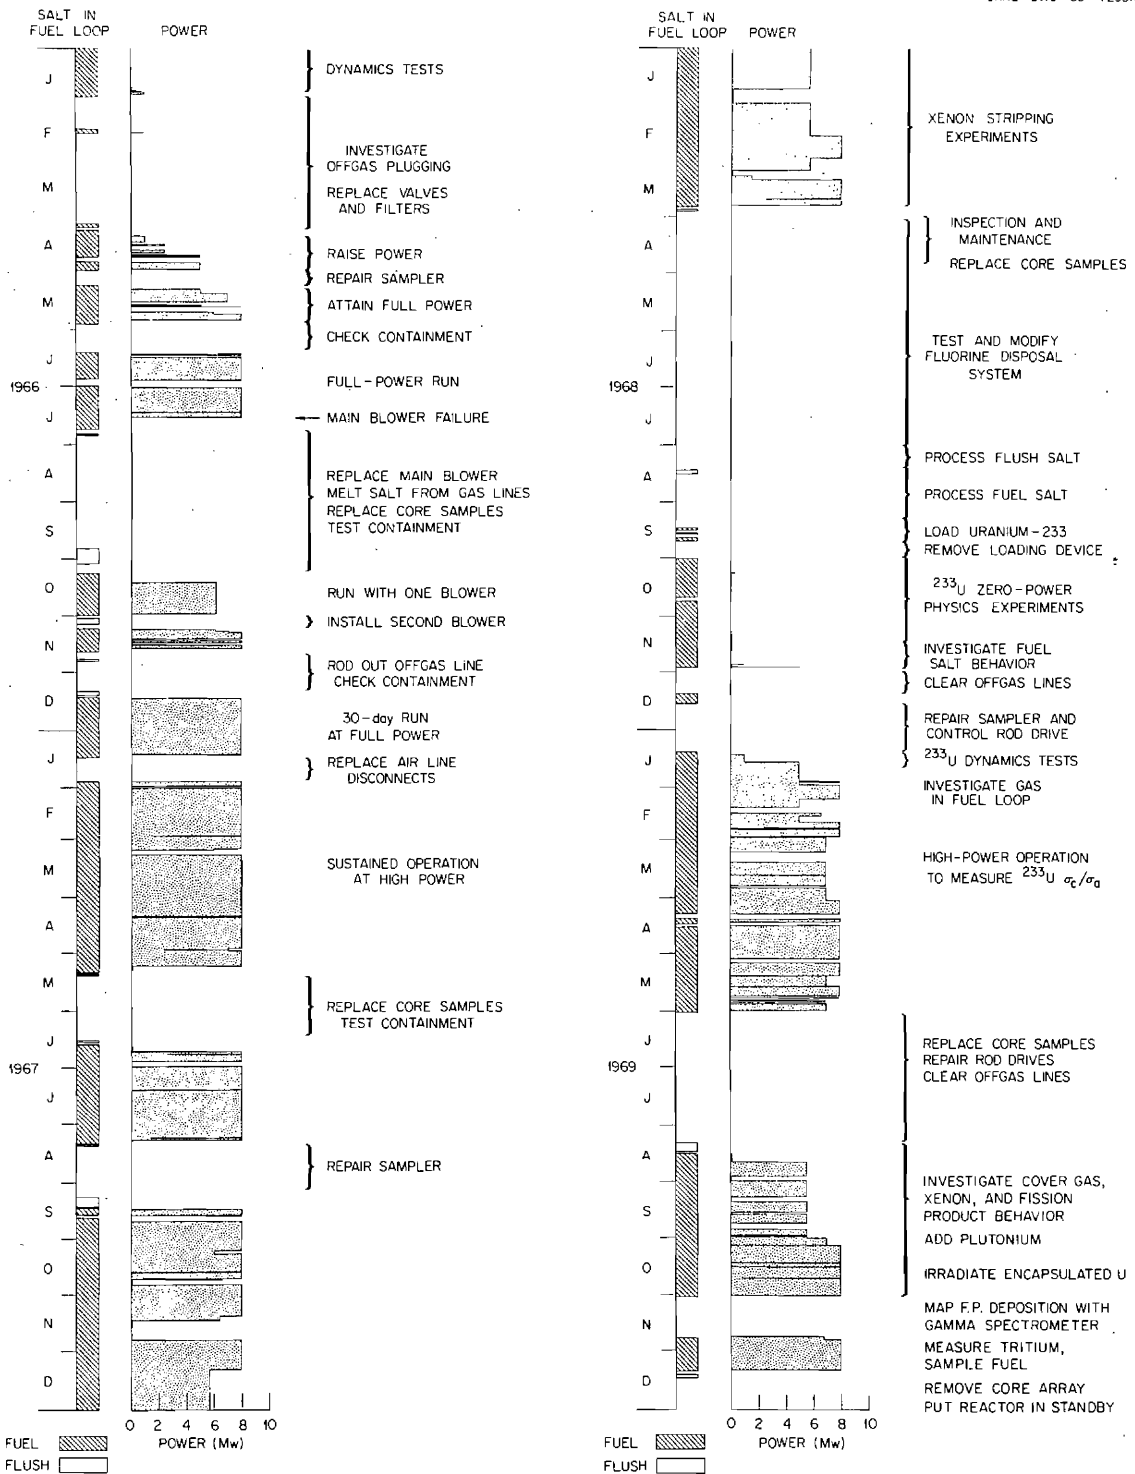 SALT IN
FUEL LOOP POWER
J
F
M
A
M
J
1966
J
A
S
O
N
D
J
F
M
A
M
J
1967
J
A
S
O
N
D
DYNAMICS TESTS
INVESTIGATE
OFFGAS PLUGGING
REPLACE VALVES
AND FILTERS
RAISE POWER
REPAIR SAMPLER
ATTAIN FULL POWER
CHECK CONTAINMENT
FULL-POWER RUN
MAIN BLOWER FAILURE
REPLACE MAIN BLOWER
MELT SALT FROM GAS LINES
REPLACE CORE SAMPLES
TEST CONTAINMENT
RUN WITH ONE BLOWER
INSTALL SECOND BLOWER
ROD OUT OFFGAS LINE
CHECK CONTAINMENT
30-day RUN
AT FULL POWER
REPLACE AIR LINE
DISCONNECTS
SUSTAINED OPERATION
AT HIGH POWER
REPLACE CORE SAMPLES
TEST CONTAINMENT
REPAIR SAMPLER
0 2 4 6 8 10
POWER (Mw)
FUEL
FLUSH
SALT IN
FUEL LOOP POWER
J
F
M
A
M
J
1968
J
A
S
O
N
D
J
F
M
A
M
J
1969
J
A
S
O
N
D
XENON STRIPPING
EXPERIMENTS
INSPECTION AND
MAINTENANCE
REPLACE CORE SAMPLES
TEST AND MODIFY
FLUORINE DISPOSAL
SYSTEM
PROCESS FLUSH SALT
PROCESS FUEL SALT
LOAD URANIUM-233
REMOVE LOADING DEVICE
²³³U ZERO-POWER
PHYSICS EXPERIMENTS
INVESTIGATE FUEL
SALT BEHAVIOR
CLEAR OFFGAS LINES
REPAIR SAMPLER AND
CONTROL ROD DRIVE
²³³U DYNAMICS TESTS
INVESTIGATE GAS
IN FUEL LOOP
HIGH-POWER OPERATION
TO MEASURE ²³³U σc/σa
REPLACE CORE SAMPLES
REPAIR ROD DRIVES
CLEAR OFFGAS LINES
INVESTIGATE COVER GAS,
XENON, AND FISSION
PRODUCT BEHAVIOR
ADD PLUTONIUM
IRRADIATE ENCAPSULATED U
MAP F.P. DEPOSITION WITH
GAMMA SPECTROMETER
MEASURE TRITIUM,
SAMPLE FUEL
REMOVE CORE ARRAY
PUT REACTOR IN STANDBY
0 2 4 6 8 10
POWER (Mw)
FUEL
FLUSH